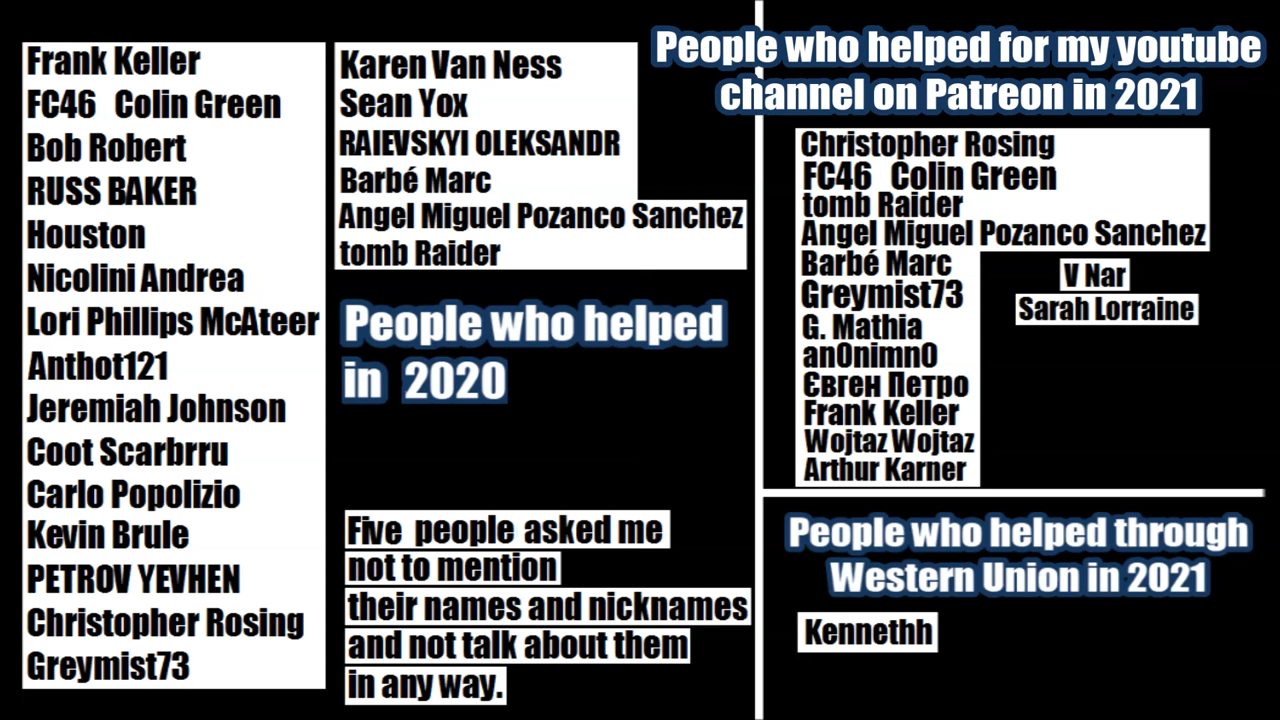 Frank Keller
FC46 Colin Green
Bob Robert
RUSS BAKER
Houston
Nicolini Andrea
Lori Phillips McAteer
Anthot121
Jeremiah Johnson
Coot Scarbrru
Carlo Popolizio
Kevin Brule
PETROV YEVHEN
Christopher Rosing
Greymist73
Karen Van Ness
Sean Yox
RAIEVSKYI OLEKSANDR
Barbé Marc
Angel Miguel Pozanco Sanchez
tomb Raider
People who helped
in 2020
Five people asked me
not to mention
their names and nicknames
and not talk about them
in any way.
People who helped for my youtube
channel on Patreon in 2021
Christopher Rosing
FC46 Colin Green
tomb Raider
Angel Miguel Pozanco Sanchez
Barbé Marc
Greymist73
G. Mathia
an0nimn0
Євген Петро
Frank Keller
Wojtaz Wojtaz
Arthur Karner
V Nar
Sarah Lorraine
People who helped through
Western Union in 2021
Kennethh